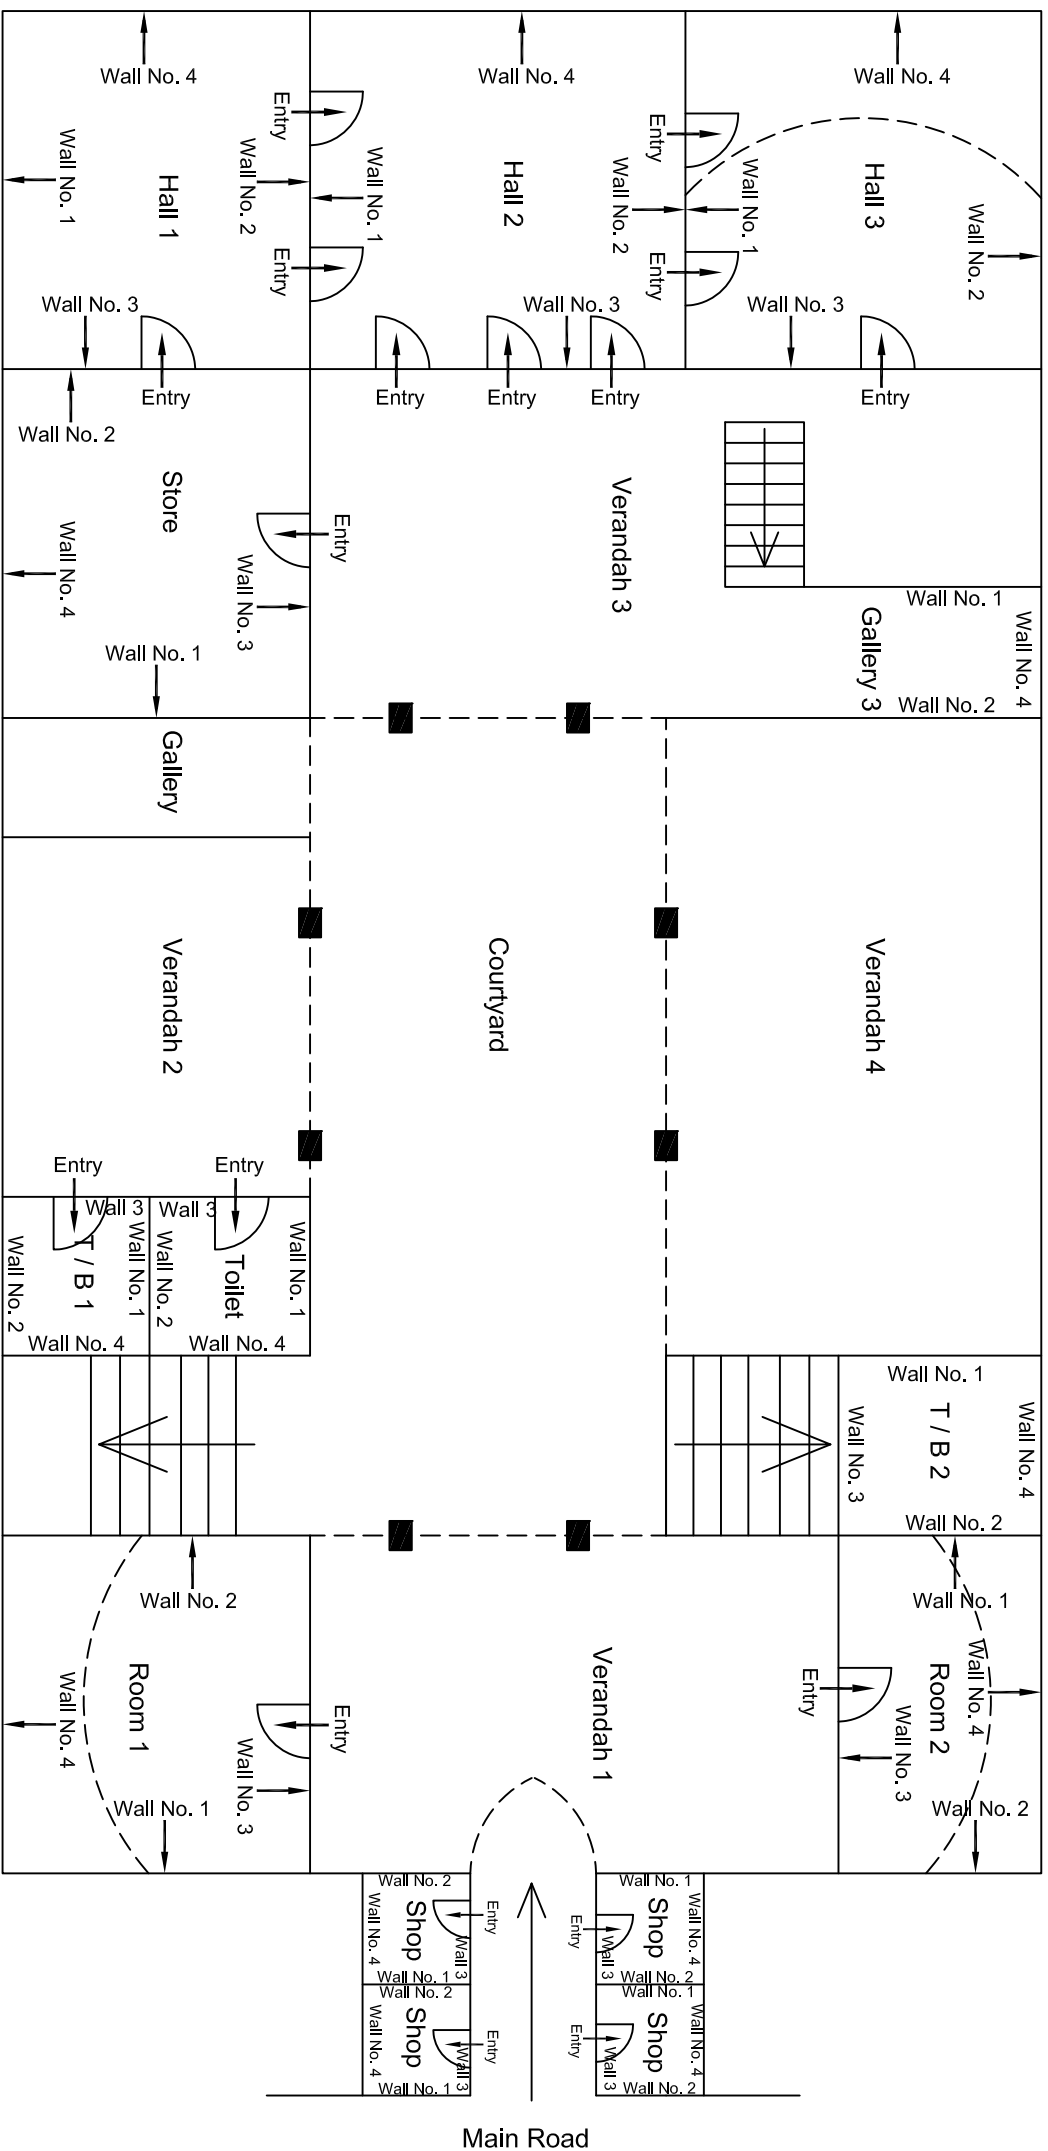 Wall No. 4
Wall No. 4
Wall No. 4
Entry
Entry
Wall No. 1
Hall 1
Wall No. 2
Wall No. 1
Hall 2
Wall No. 2
Wall No. 1
Hall 3
Wall No. 2
Entry
Entry
Wall No. 3
Wall No. 3
Wall No. 3
Entry
Entry
Entry
Entry
Entry
Wall No. 2
Store
Entry
Wall No. 4
Wall No. 3
Wall No. 1
Verandah 3
Wall No. 1
Gallery 3
Wall No. 4
Wall No. 2
Gallery
Verandah 2
Courtyard
Verandah 4
Entry
Entry
Wall 3
Wall 3
Wall No. 2
T / B 1
Wall No. 1
Wall No. 2
Toilet
Wall No. 1
Wall No. 4
Wall No. 4
Wall No. 1
Wall No. 3
T / B 2
Wall No. 4
Wall No. 2
Wall No. 2
Wall No. 1
Wall No. 4
Room 1
Entry
Wall No. 3
Wall No. 1
Verandah 1
Entry
Wall No. 3
Room 2
Wall No. 4
Wall No. 2
Wall No. 2
Wall No. 4
Shop
Wall 3
Entry
Wall No. 1
Wall No. 1
Entry
Wall 3
Shop
Wall No. 4
Wall No. 2
Wall No. 2
Wall No. 4
Shop
Wall 3
Entry
Wall No. 1
Wall No. 1
Entry
Wall 3
Shop
Wall No. 4
Wall No. 2
Main Road